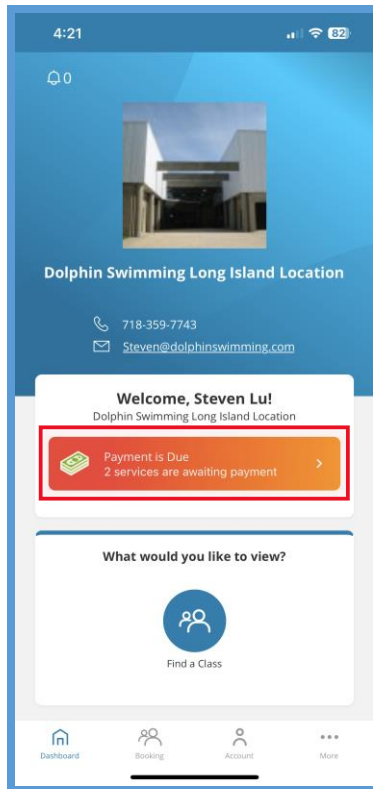 4:21
82
0
Dolphin Swimming Long Island Location
718-359-7743
Steven@dolphinswimming.com
Welcome, Steven Lu!
Dolphin Swimming Long Island Location
Payment is Due
2 services are awaiting payment
What would you like to view?
Find a Class
Dashboard
Booking
Account
More